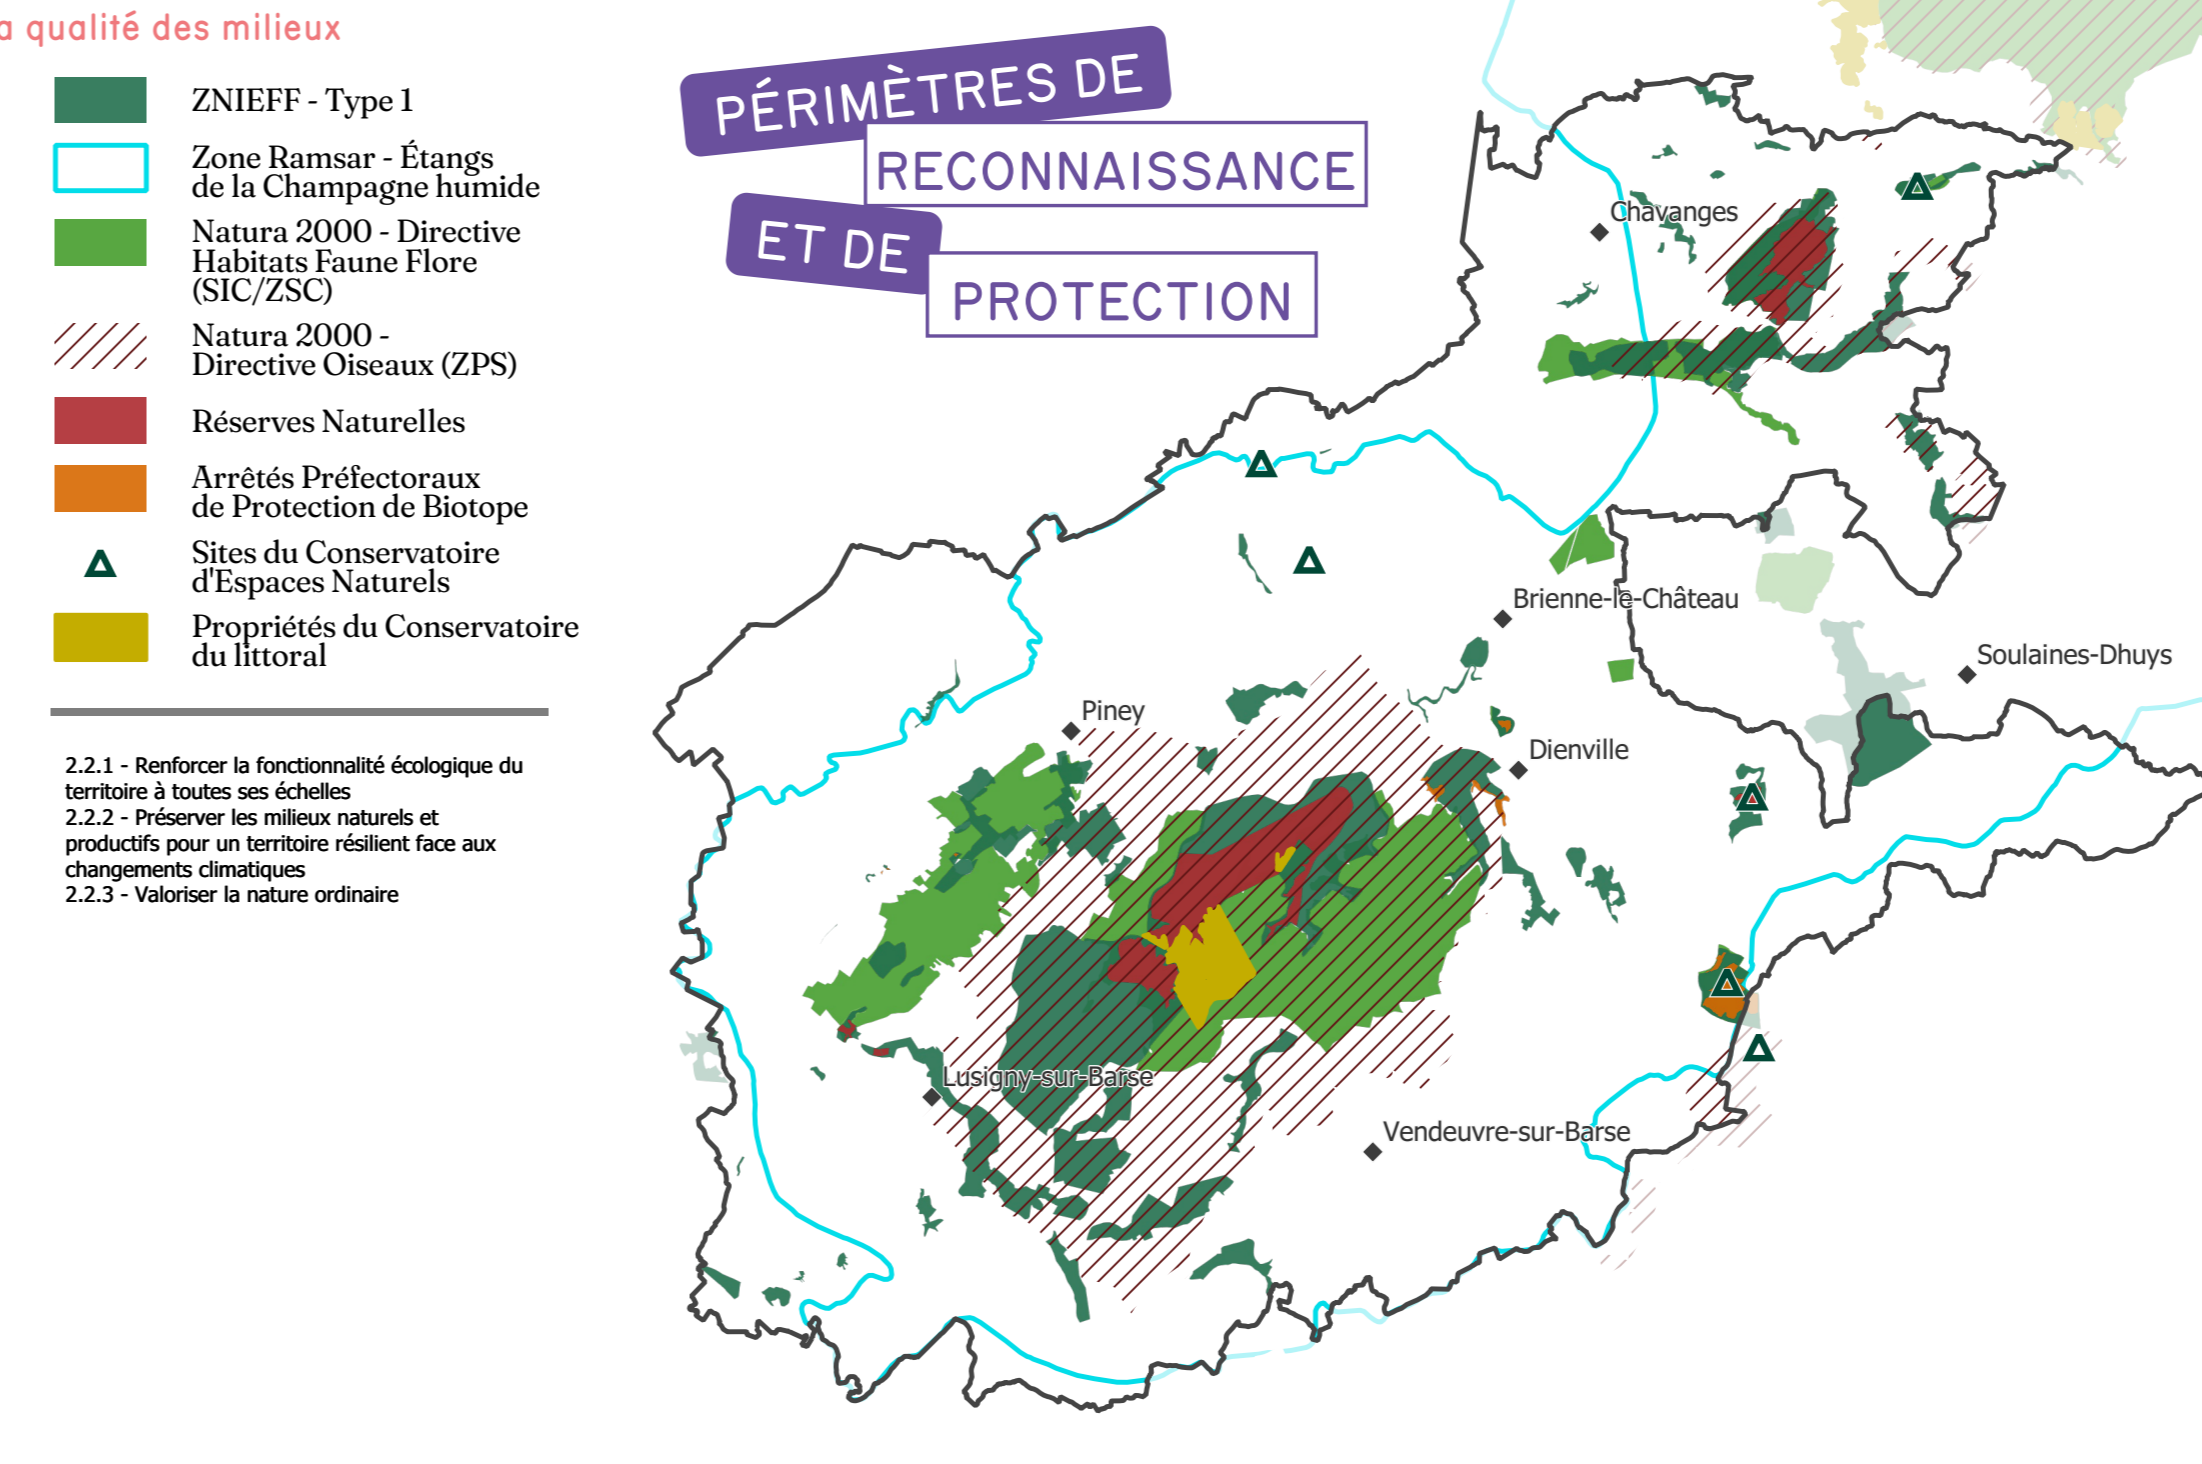 a qualité des milieux
ZNIEFF - Type 1
Zone Ramsar - Étangs
de la Champagne humide
Natura 2000 - Directive
Habitats Faune Flore
(SIC/ZSC)
Natura 2000 -
Directive Oiseaux (ZPS)
Réserves Naturelles
Arrêtés Préfectoraux
de Protection de Biotope
Sites du Conservatoire
d'Espaces Naturels
Propriétés du Conservatoire
du littoral
2.2.1 - Renforcer la fonctionnalité écologique du
territoire à toutes ses échelles
2.2.2 - Préserver les milieux naturels et
productifs pour un territoire résilient face aux
changements climatiques
2.2.3 - Valoriser la nature ordinaire
PÉRIMÈTRES DE
RECONNAISSANCE
ET DE
PROTECTION
Chavanges
Brienne-le-Château
Soulaines-Dhuys
Piney
Dienville
Lusigny-sur-Barse
Vendeuvre-sur-Barse